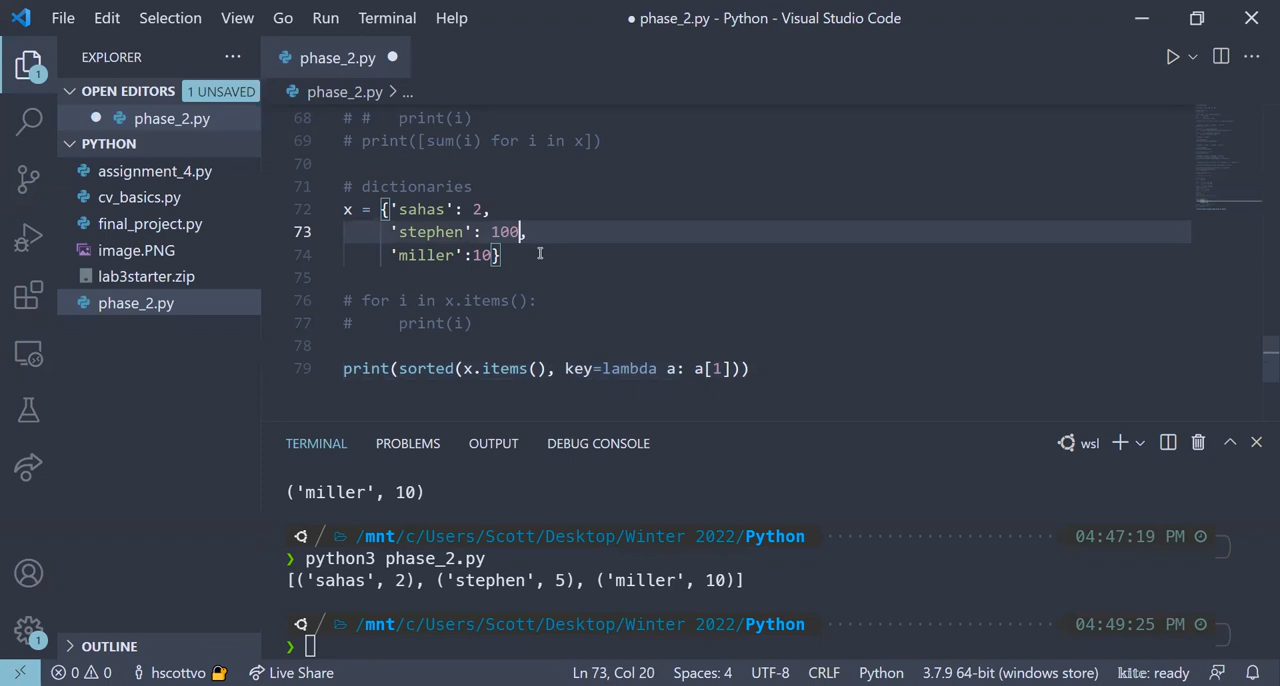 File Edit Selection View Go Run Terminal Help
● phase_2.py - Python - Visual Studio Code
EXPLORER ···
OPEN EDITORS 1 UNSAVED
phase_2.py
PYTHON
assignment_4.py
cv_basics.py
final_project.py
image.PNG
lab3starter.zip
phase_2.py
OUTLINE
1
1
phase_2.py
phase_2.py > ...
68 # #   print(i)
69 # print([sum(i) for i in x])
70
71 # dictionaries
72 x = {'sahas': 2,
73      'stephen': 100,
74      'miller':10}
75
76 # for i in x.items():
77 #     print(i)
78
79 print(sorted(x.items(), key=lambda a: a[1]))
TERMINAL PROBLEMS OUTPUT DEBUG CONSOLE
wsl
('miller', 10)
/mnt/c/Users/Scott/Desktop/Winter 2022/Python 04:47:19 PM
❯ python3 phase_2.py
[('sahas', 2), ('stephen', 5), ('miller', 10)]
/mnt/c/Users/Scott/Desktop/Winter 2022/Python 04:49:25 PM
❯
0 0 hscottvo Live Share Ln 73, Col 20 Spaces: 4 UTF-8 CRLF Python 3.7.9 64-bit (windows store) kite: ready